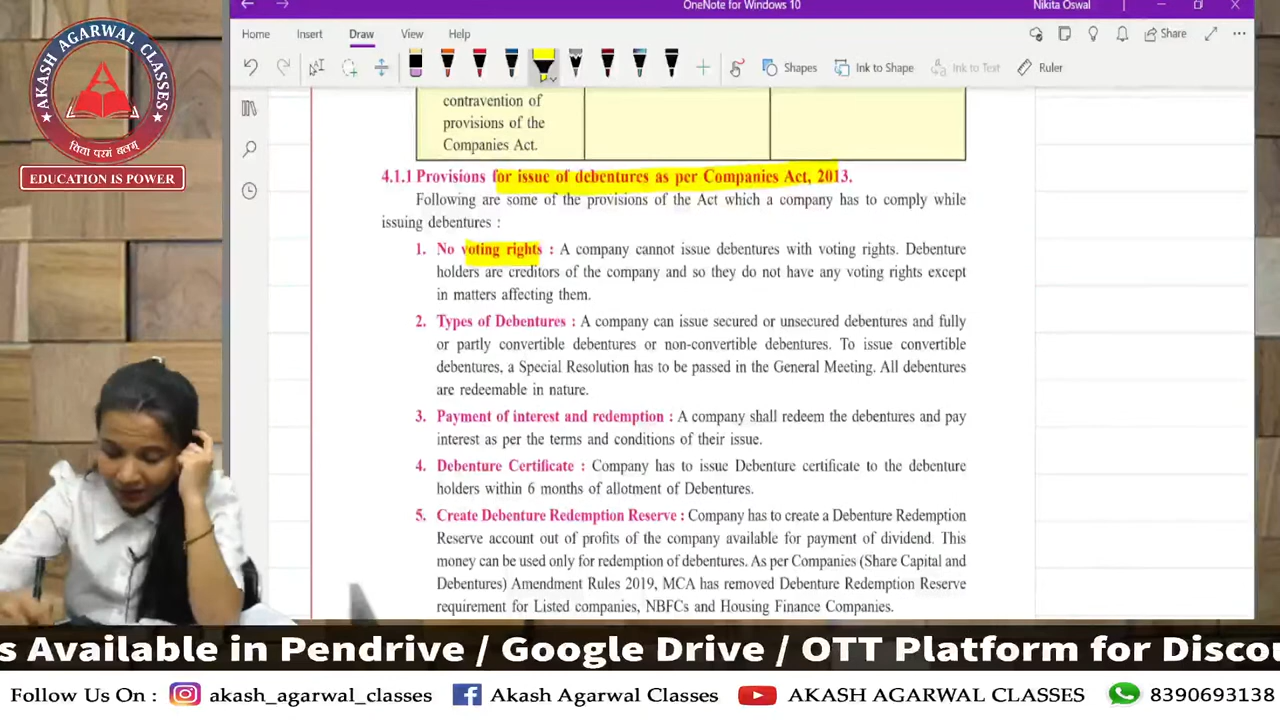 OneNote for Windows 10
Nikita Oswal
Home
Insert
Draw
View
Help
Share
Shapes
Ink to Shape
Ink to Text
Ruler
AKASH AGARWAL CLASSES
विद्या परमं बलम्
EDUCATION IS POWER
contravention of
provisions of the
Companies Act.
4.1.1 Provisions for issue of debentures as per Companies Act, 2013.
Following are some of the provisions of the Act which a company has to comply while
issuing debentures :
1. No voting rights : A company cannot issue debentures with voting rights. Debenture
holders are creditors of the company and so they do not have any voting rights except
in matters affecting them.
2. Types of Debentures : A company can issue secured or unsecured debentures and fully
or partly convertible debentures or non-convertible debentures. To issue convertible
debentures, a Special Resolution has to be passed in the General Meeting. All debentures
are redeemable in nature.
3. Payment of interest and redemption : A company shall redeem the debentures and pay
interest as per the terms and conditions of their issue.
4. Debenture Certificate : Company has to issue Debenture certificate to the debenture
holders within 6 months of allotment of Debentures.
5. Create Debenture Redemption Reserve : Company has to create a Debenture Redemption
Reserve account out of profits of the company available for payment of dividend. This
money can be used only for redemption of debentures. As per Companies (Share Capital and
Debentures) Amendment Rules 2019, MCA has removed Debenture Redemption Reserve
requirement for Listed companies, NBFCs and Housing Finance Companies.
s Available in Pendrive / Google Drive / OTT Platform for Discou
Follow Us On : akash_agarwal_classes Akash Agarwal Classes AKASH AGARWAL CLASSES 8390693138